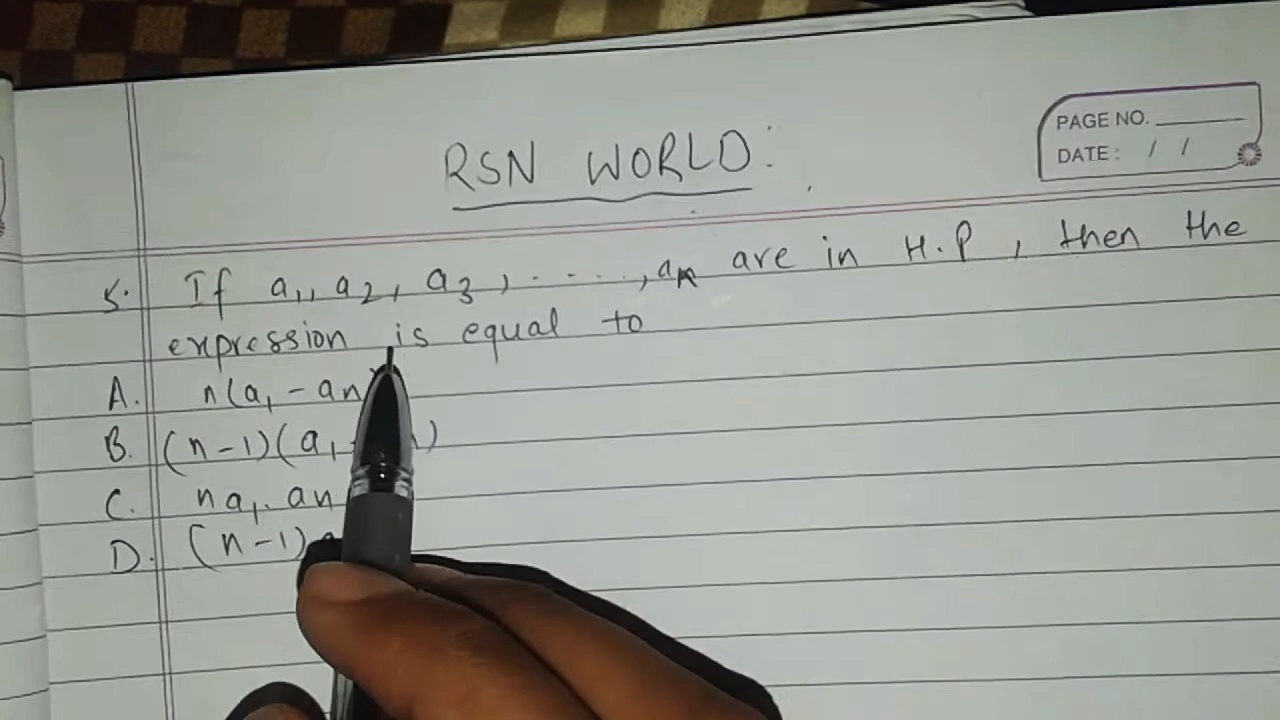 RSN WORLD:
PAGE NO.
DATE: / /
5. If a₁, a₂, a₃, ....., aₙ are in H.P, then the
expression is equal to
A. n(a₁ - an
B. (n-1)(a₁ )
C. na₁. an
D. (n-1)